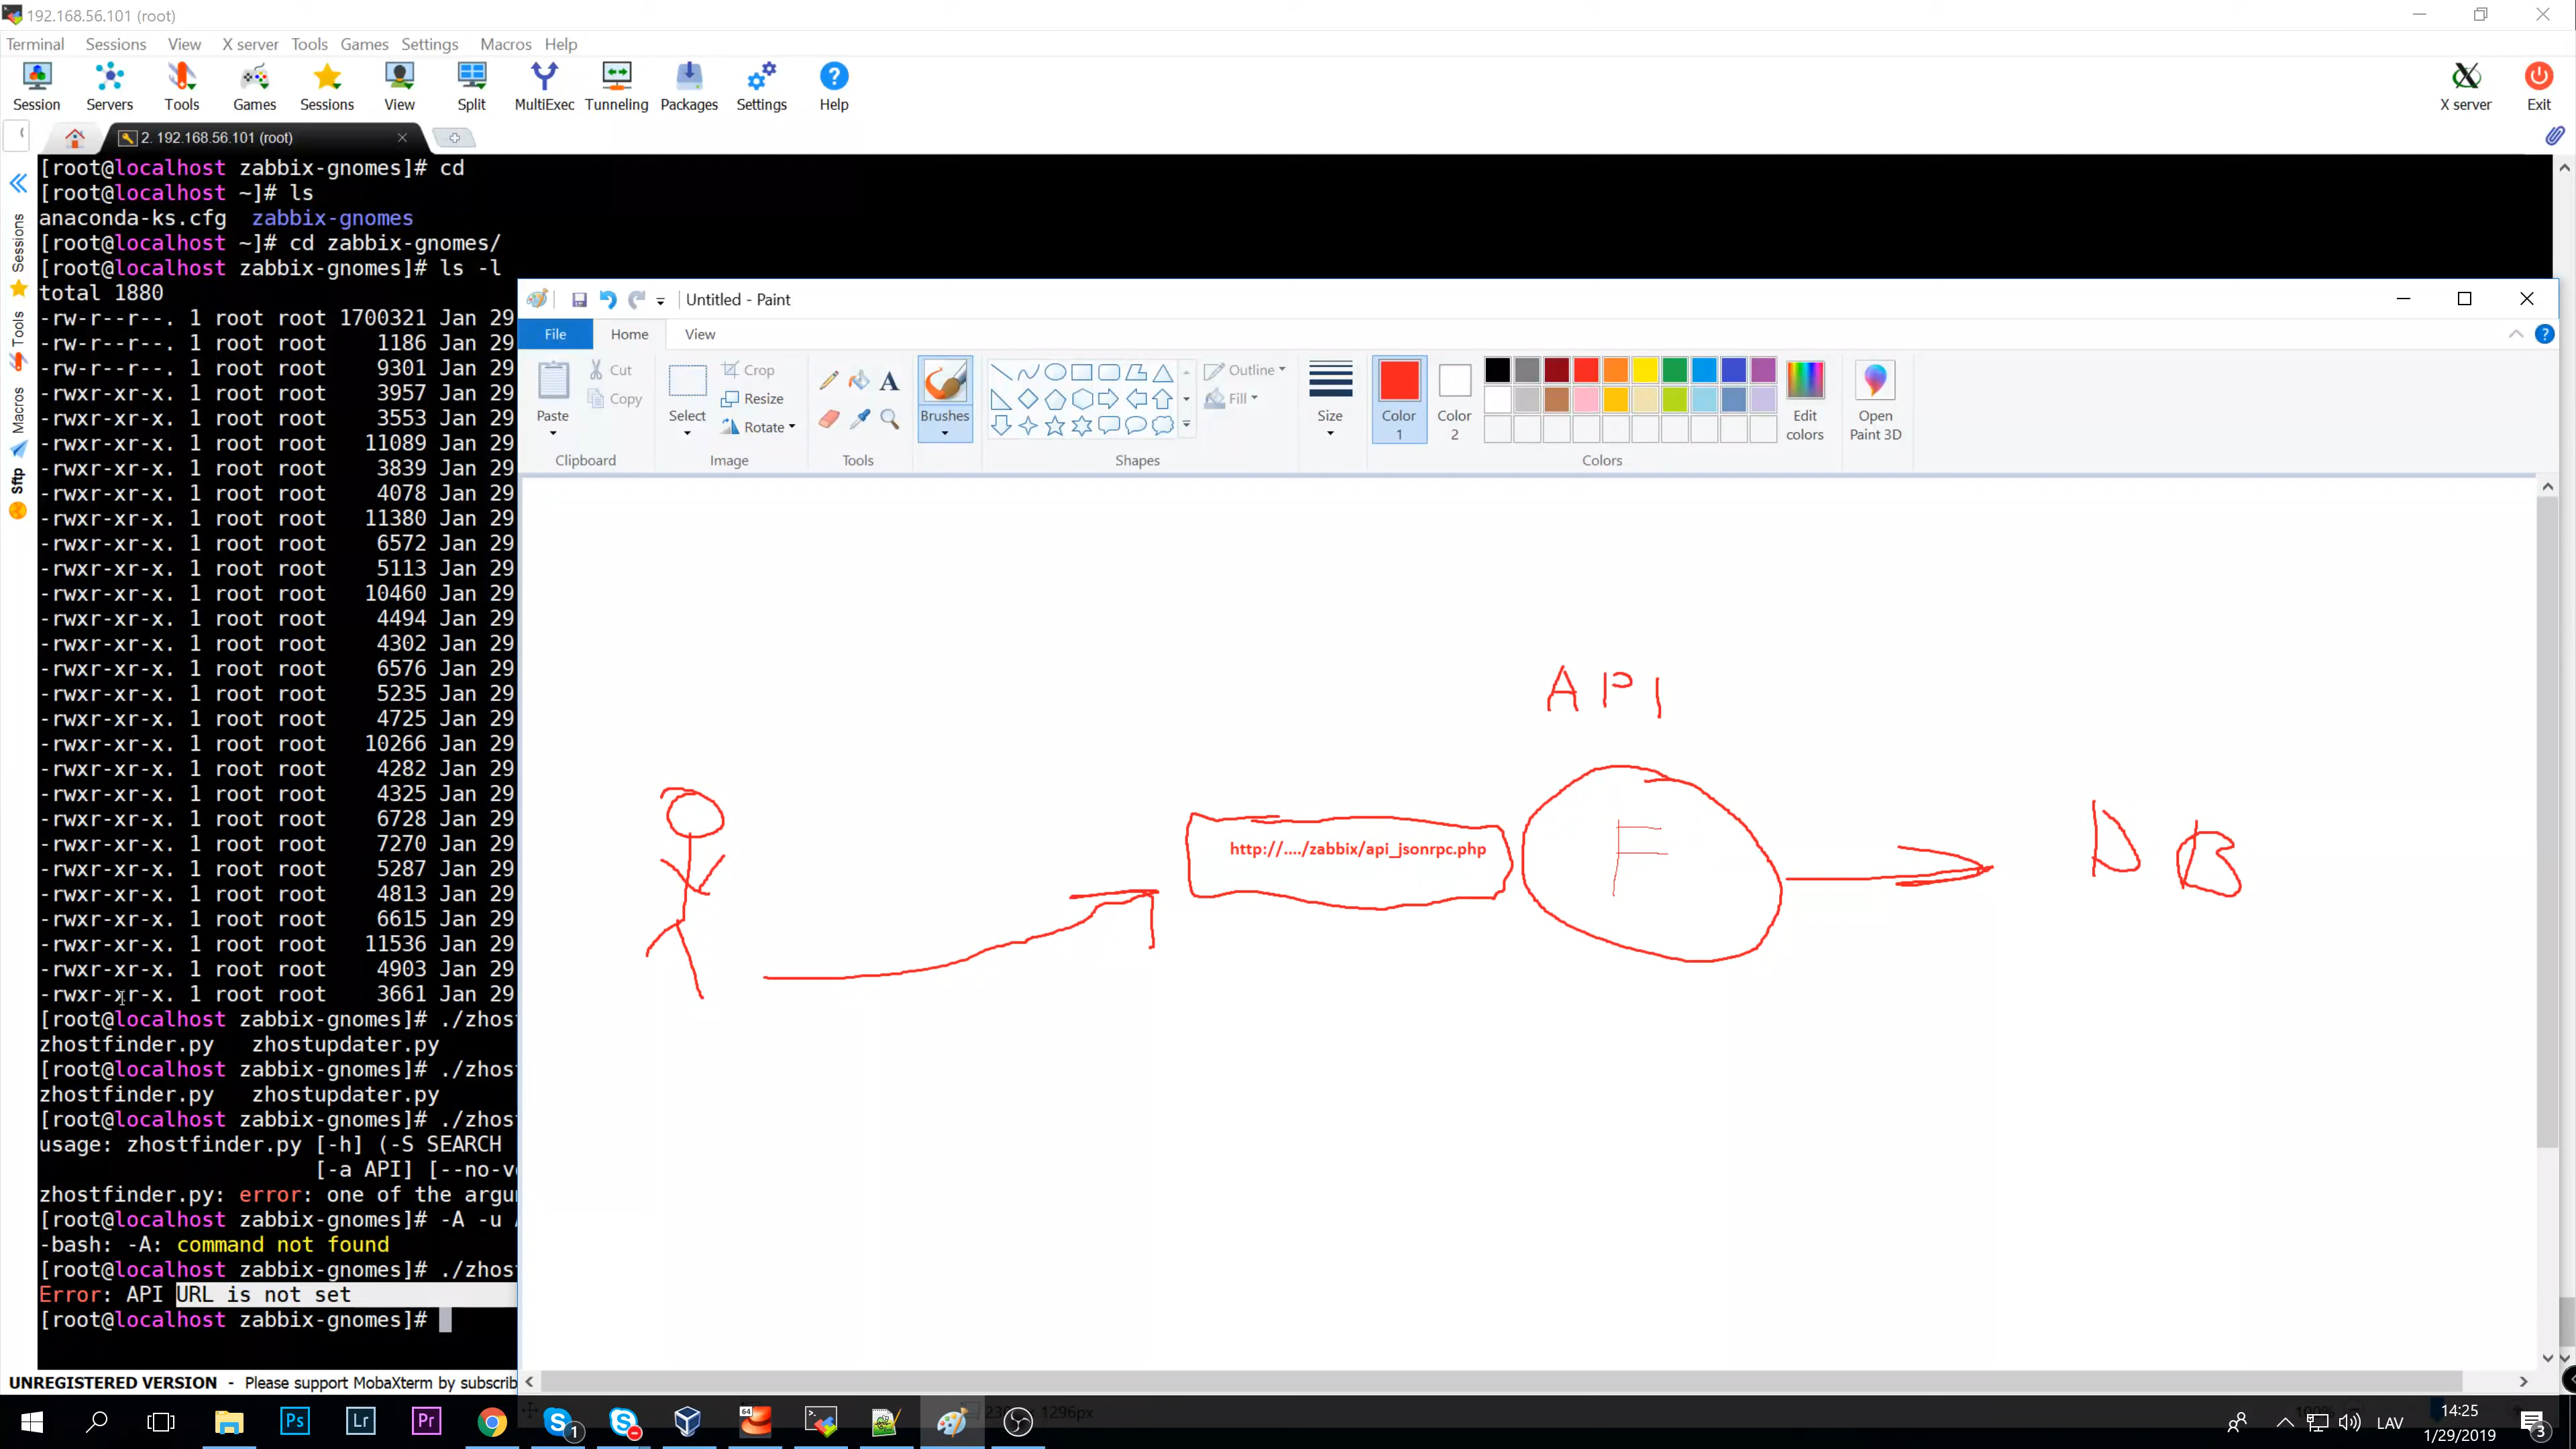 192.168.56.101 (root)
Terminal Sessions View X server Tools Games Settings Macros Help
Session Servers Tools Games Sessions View Split MultiExec Tunneling Packages Settings Help X server Exit
2. 192.168.56.101 (root)
Sessions
Tools
Macros
Sftp
[root@localhost zabbix-gnomes]# cd
[root@localhost ~]# ls
anaconda-ks.cfg zabbix-gnomes
[root@localhost ~]# cd zabbix-gnomes/
[root@localhost zabbix-gnomes]# ls -l
total 1880
-rw-r--r--. 1 root root 1700321 Jan 29
-rw-r--r--. 1 root root 1186 Jan 29
-rw-r--r--. 1 root root 9301 Jan 29
-rwxr-xr-x. 1 root root 3957 Jan 29
-rwxr-xr-x. 1 root root 3553 Jan 29
-rwxr-xr-x. 1 root root 11089 Jan 29
-rwxr-xr-x. 1 root root 3839 Jan 29
-rwxr-xr-x. 1 root root 4078 Jan 29
-rwxr-xr-x. 1 root root 11380 Jan 29
-rwxr-xr-x. 1 root root 6572 Jan 29
-rwxr-xr-x. 1 root root 5113 Jan 29
-rwxr-xr-x. 1 root root 10460 Jan 29
-rwxr-xr-x. 1 root root 4494 Jan 29
-rwxr-xr-x. 1 root root 4302 Jan 29
-rwxr-xr-x. 1 root root 6576 Jan 29
-rwxr-xr-x. 1 root root 5235 Jan 29
-rwxr-xr-x. 1 root root 4725 Jan 29
-rwxr-xr-x. 1 root root 10266 Jan 29
-rwxr-xr-x. 1 root root 4282 Jan 29
-rwxr-xr-x. 1 root root 4325 Jan 29
-rwxr-xr-x. 1 root root 6728 Jan 29
-rwxr-xr-x. 1 root root 7270 Jan 29
-rwxr-xr-x. 1 root root 5287 Jan 29
-rwxr-xr-x. 1 root root 4813 Jan 29
-rwxr-xr-x. 1 root root 6615 Jan 29
-rwxr-xr-x. 1 root root 11536 Jan 29
-rwxr-xr-x. 1 root root 4903 Jan 29
-rwxr-xr-x. 1 root root 3661 Jan 29
[root@localhost zabbix-gnomes]# ./zhost
zhostfinder.py zhostupdater.py
[root@localhost zabbix-gnomes]# ./zhost
zhostfinder.py zhostupdater.py
[root@localhost zabbix-gnomes]# ./zhost
usage: zhostfinder.py [-h] (-S SEARCH
[-a API] [--no-v
zhostfinder.py: error: one of the argu
[root@localhost zabbix-gnomes]# -A -u
-bash: -A: command not found
[root@localhost zabbix-gnomes]# ./zhos
Error: API URL is not set
[root@localhost zabbix-gnomes]#
UNREGISTERED VERSION - Please support MobaXterm by subscrib
Untitled - Paint
File Home View
Paste Cut Copy Select Crop Resize Rotate Brushes Outline Fill Size Color 1 Color 2 Edit colors Open Paint 3D
Clipboard Image Tools Shapes Colors
API
http://..../zabbix/api_jsonrpc.php
F
DB
1296px
Ps Lr Pr 64 1 LAV 14:25
1/29/2019 3